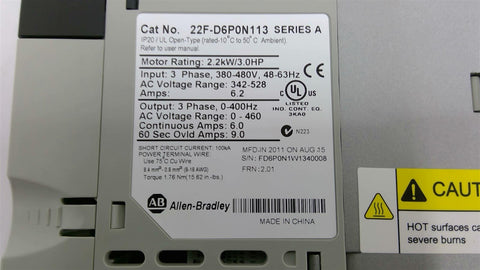 Cat No. 22F-D6P0N113 SERIES A
IP20 / UL Open-Type (rated-10°C to 50°C Ambient).
Refer to user manual.
Motor Rating: 2.2kW/3.0HP
Input: 3 Phase, 380-480V, 48-63Hz
AC Voltage Range: 342-528
Amps: 6.2
Output: 3 Phase, 0-400Hz
AC Voltage Range: 0 - 460
Continuous Amps: 6.0
60 Sec Ovld Amps: 9.0
C UL US
LISTED
IND. CONT. EQ.
3KA0
N223
SHORT CIRCUIT CURRENT: 100kA
POWER TERMINAL WIRE:
Use 75°C Cu Wire
Torque 1.76 Nm (15.62 in.-lbs.)
MFD IN 2011 ON AUG 15
S/N: FD6P0N1W1340008
FRN: 2.01
AB Allen-Bradley
MADE IN CHINA
CAUTI
HOT surfaces ca
severe burns